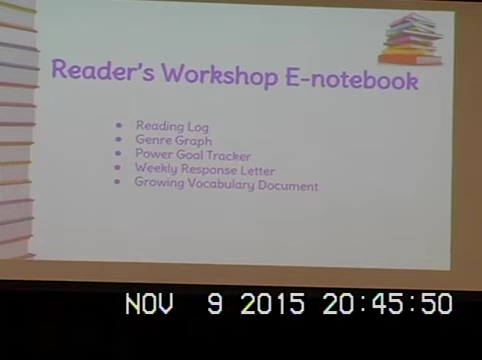 Reader's Workshop E-notebook
• Reading Log
• Genre Graph
• Power Goal Tracker
• Weekly Response Letter
• Growing Vocabulary Document
NOV 9 2015 20:45:50